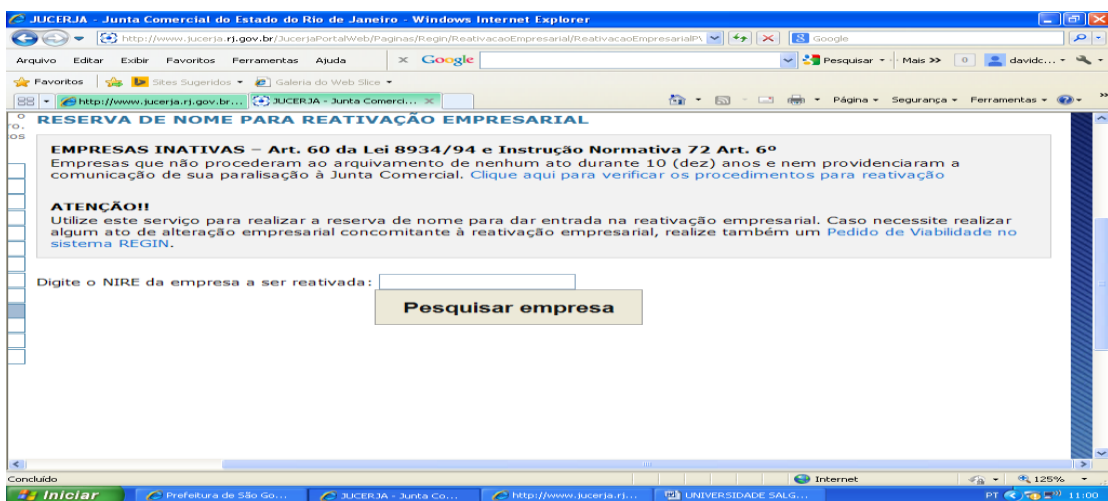 JUCERJA - Junta Comercial do Estado do Rio de Janeiro - Windows Internet Explorer
http://www.jucerja.rj.gov.br/JucerjaPortalWeb/Paginas/Regin/ReativacaoEmpresarial/ReativacaoEmpresarialP
Google
Arquivo Editar Exibir Favoritos Ferramentas Ajuda × Google Pesquisar Mais >> 0 davidc...
Favoritos Sites Sugeridos Galeria do Web Slice
http://www.jucerja.rj.gov.br... JUCERJA - Junta Comerci... Página Segurança Ferramentas
RESERVA DE NOME PARA REATIVAÇÃO EMPRESARIAL
EMPRESAS INATIVAS – Art. 60 da Lei 8934/94 e Instrução Normativa 72 Art. 6º
Empresas que não procederam ao arquivamento de nenhum ato durante 10 (dez) anos e nem providenciaram a
comunicação de sua paralisação à Junta Comercial. Clique aqui para verificar os procedimentos para reativação
ATENÇÃO!!
Utilize este serviço para realizar a reserva de nome para dar entrada na reativação empresarial. Caso necessite realizar
algum ato de alteração empresarial concomitante à reativação empresarial, realize também um Pedido de Viabilidade no
sistema REGIN.
Digite o NIRE da empresa a ser reativada:
Pesquisar empresa
Concluído Internet 125%
Iniciar Prefeitura de São Go... JUCERJA - Junta Co... http://www.jucerja.rj... UNIVERSIDADE SALG... PT 11:00